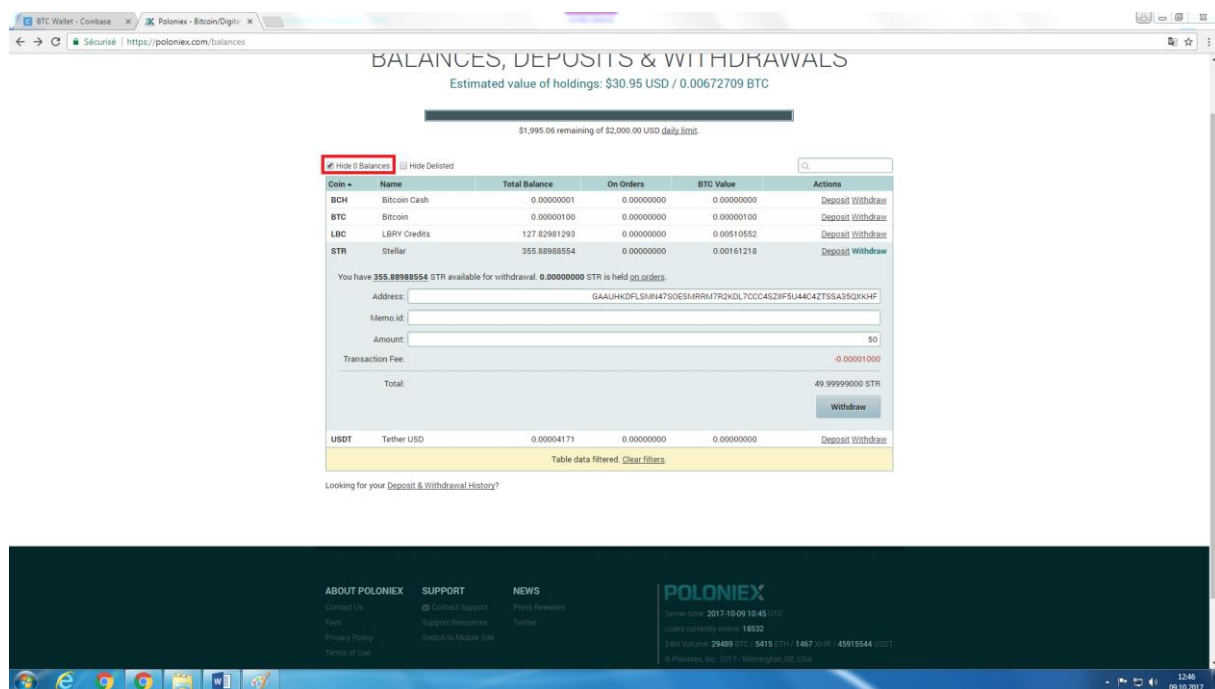 BTC Wallet - Coinbase
Poloniex - Bitcoin/Digita
Sécurisé | https://poloniex.com/balances
BALANCES, DEPOSITS & WITHDRAWALS
Estimated value of holdings: $30.95 USD / 0.00672709 BTC
$1,995.06 remaining of $2,000.00 USD daily limit.
Hide 0 Balances Hide Delisted
Coin Name Total Balance On Orders BTC Value Actions
BCH Bitcoin Cash 0.00000001 0.00000000 0.00000000 Deposit Withdraw
BTC Bitcoin 0.00000100 0.00000000 0.00000100 Deposit Withdraw
LBC LBRY Credits 127.82981293 0.00000000 0.00510552 Deposit Withdraw
STR Stellar 355.88988554 0.00000000 0.00161218 Deposit Withdraw
You have 355.88988554 STR available for withdrawal. 0.00000000 STR is held on orders.
Address: GAAUHKDFLSMN47SOESMRRM7R2KDL7CCC4SZIIF5U44C4ZTSSA35QXKHF
Memo.id:
Amount: 50
Transaction Fee: -0.00001000
Total: 49.99999000 STR
Withdraw
USDT Tether USD 0.00004171 0.00000000 0.00000000 Deposit Withdraw
Table data filtered. Clear filters.
Looking for your Deposit & Withdrawal History?
ABOUT POLONIEX SUPPORT NEWS POLONIEX
Contact Us Contact Support Press Releases
Fees Support Resources Twitter
Privacy Policy Switch to Mobile Site
Terms of Use
Server time: 2017-10-09 10:45 UTC
Users currently online: 18532
24hr Volume: 29489 BTC / 5415 ETH / 1467 XMR / 45915544 USDT
© Poloniex, Inc. 2017 - Wilmington, DE, USA
12:46
09.10.2017